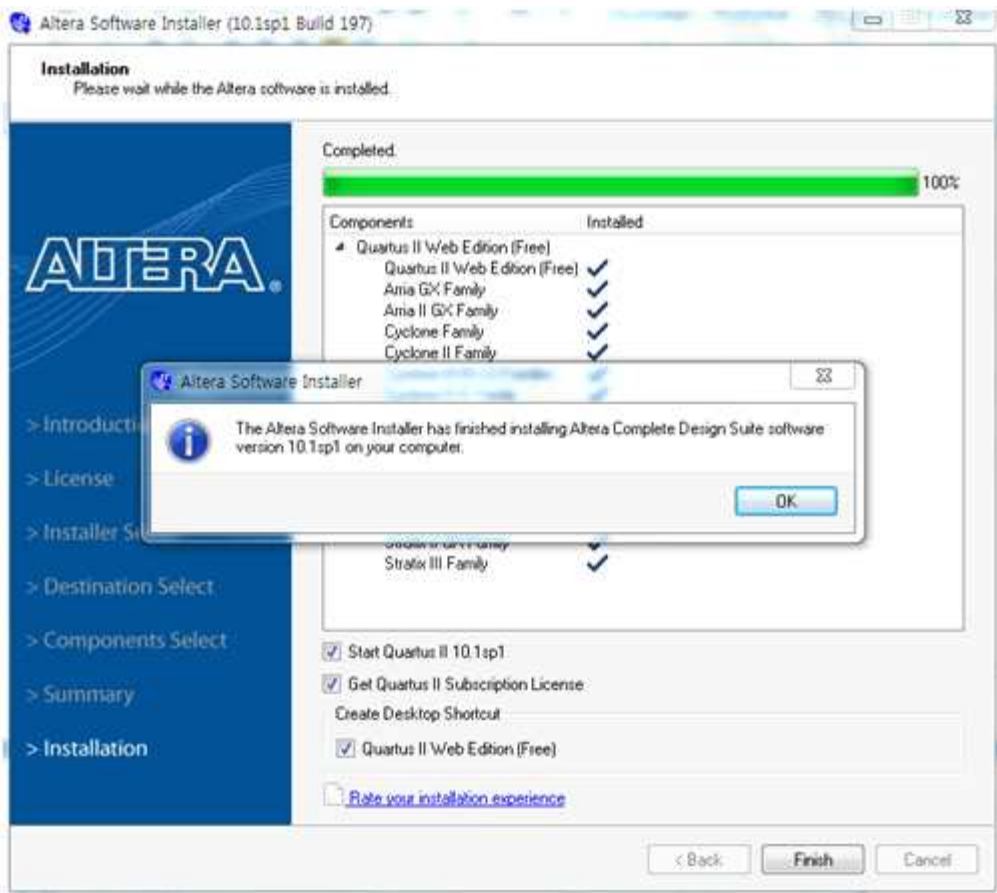 Altera Software Installer (10.1sp1 Build 197)
Installation
Please wait while the Altera software is installed.
Completed.
100%
ALTERA®
Components Installed
Quartus II Web Edition (Free)
Quartus II Web Edition (Free)
Arria GX Family
Arria II GX Family
Cyclone Family
Cyclone II Family
Altera Software Installer
The Altera Software Installer has finished installing Altera Complete Design Suite software
version 10.1sp1 on your computer.
OK
Stratix II GX Family
Stratix III Family
> Introducti
> License
> Installer Se
> Destination Select
> Components Select
> Summary
> Installation
Start Quartus II 10.1sp1
Get Quartus II Subscription License
Create Desktop Shortcut
Quartus II Web Edition (Free)
Rate your installation experience
< Back
Finish
Cancel